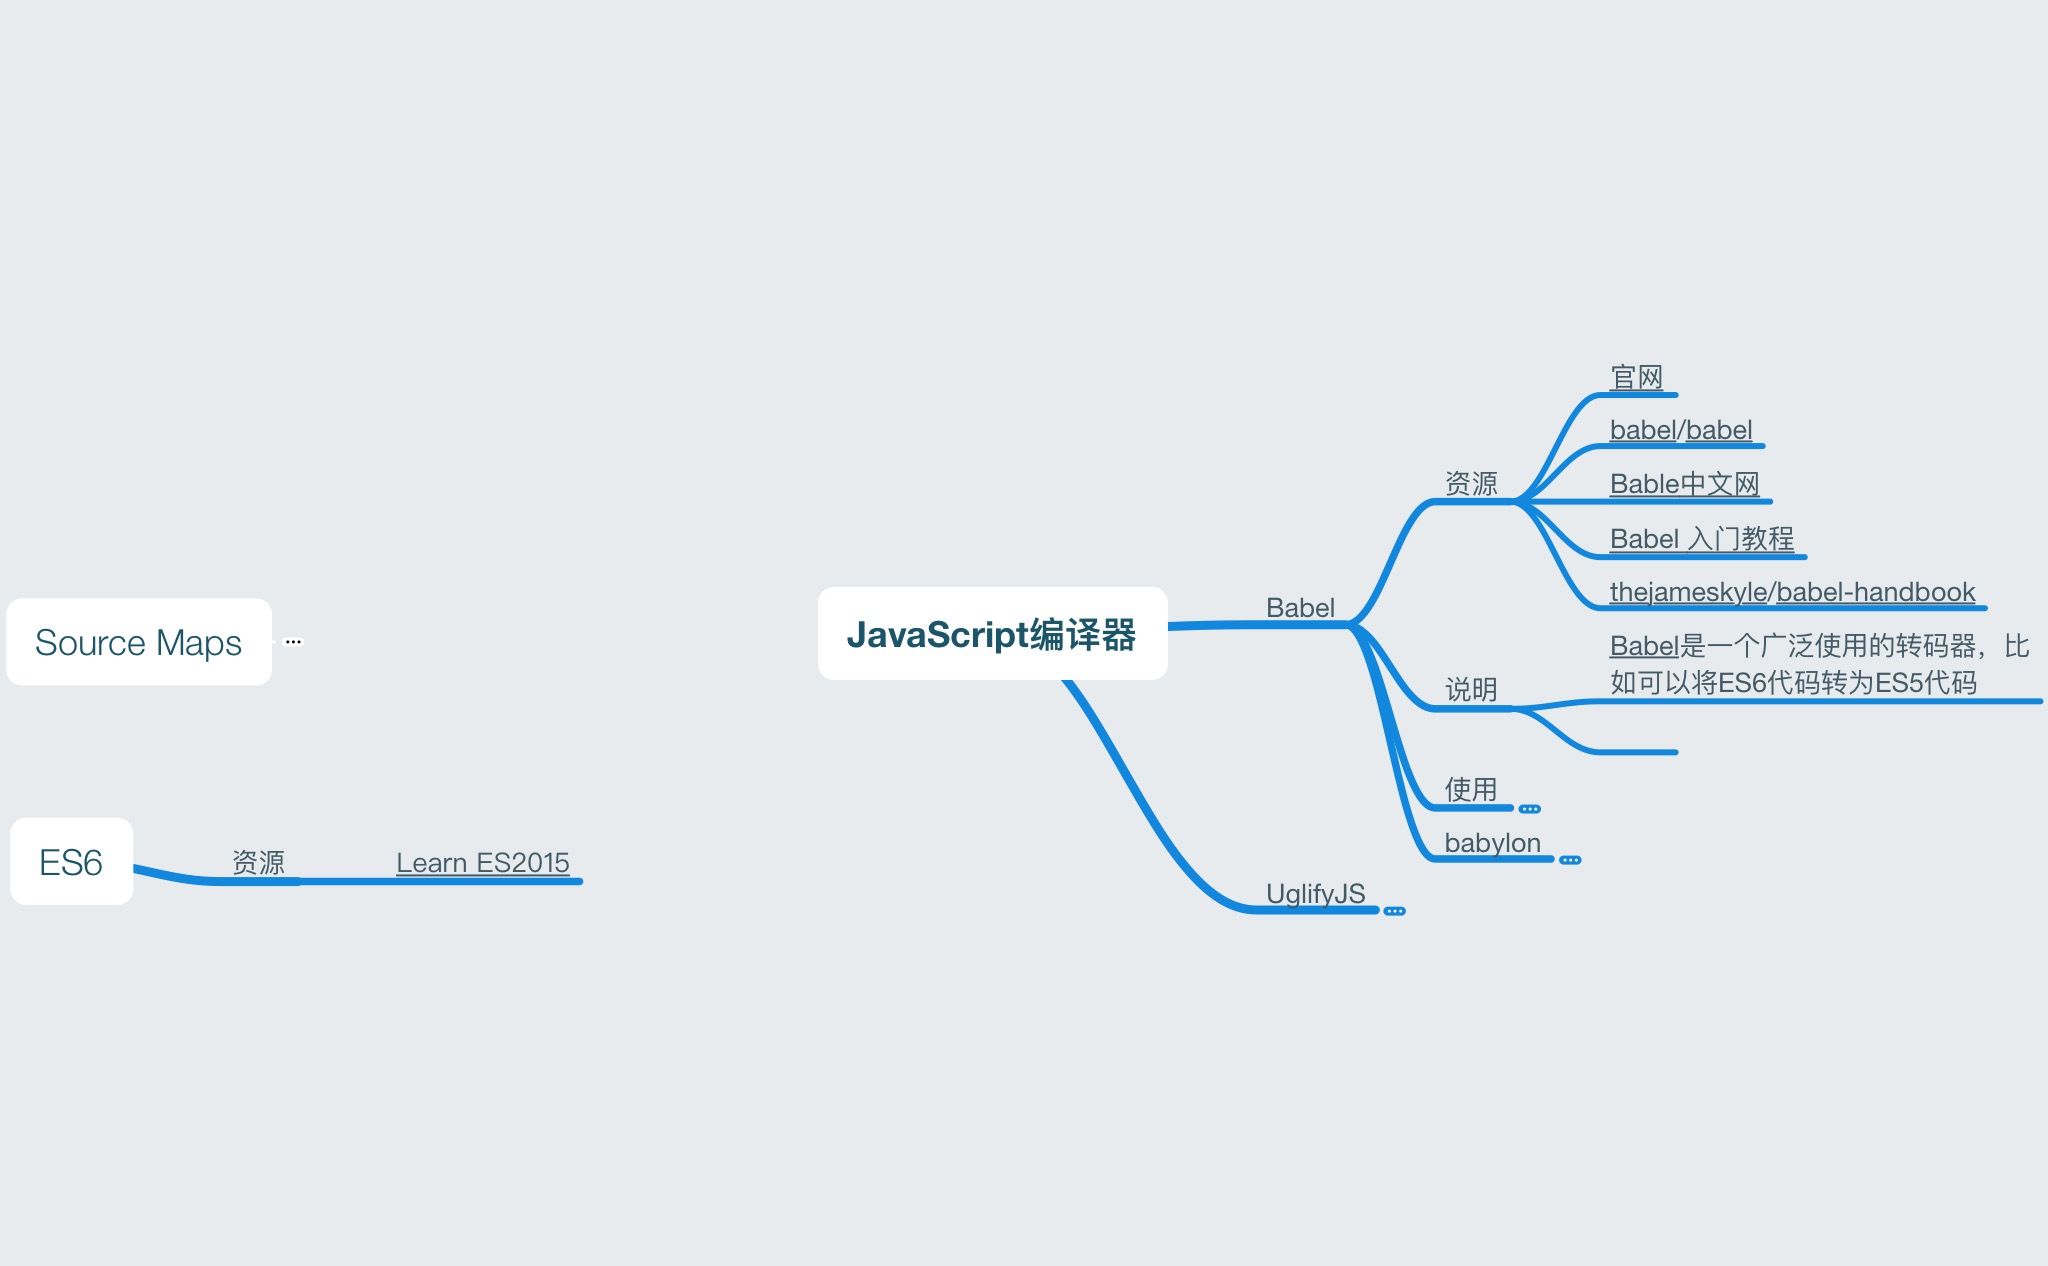 Source Maps
ES6
资源
Learn ES2015
JavaScript编译器
Babel
资源
官网
babel/babel
Bable中文网
Babel 入门教程
thejameskyle/babel-handbook
说明
Babel是一个广泛使用的转码器，比
如可以将ES6代码转为ES5代码
使用
babylon
UglifyJS